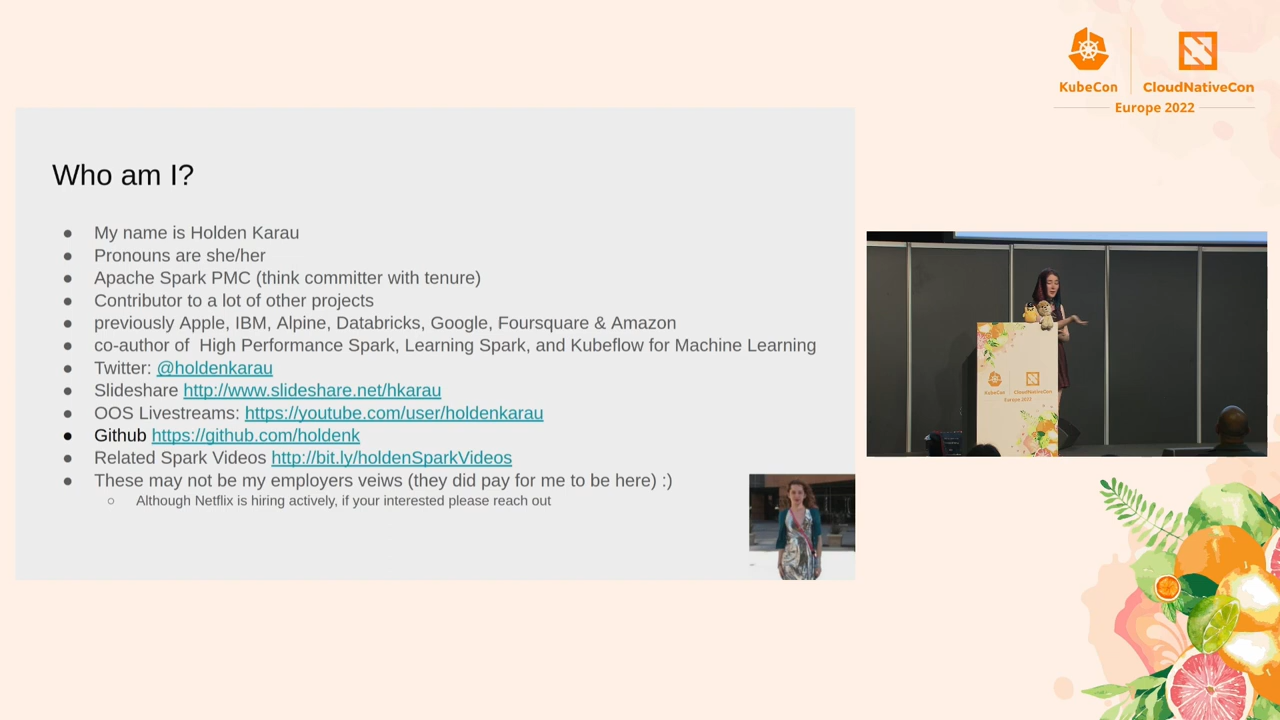 KubeCon
CloudNativeCon
Europe 2022
Who am I?
● My name is Holden Karau
● Pronouns are she/her
● Apache Spark PMC (think committer with tenure)
● Contributor to a lot of other projects
● previously Apple, IBM, Alpine, Databricks, Google, Foursquare & Amazon
● co-author of High Performance Spark, Learning Spark, and Kubeflow for Machine Learning
● Twitter: @holdenkarau
● Slideshare http://www.slideshare.net/hkarau
● OOS Livestreams: https://youtube.com/user/holdenkarau
● Github https://github.com/holdenk
● Related Spark Videos http://bit.ly/holdenSparkVideos
● These may not be my employers veiws (they did pay for me to be here) :)
○ Although Netflix is hiring actively, if your interested please reach out
KubeCon
CloudNativeCon
Europe 2022